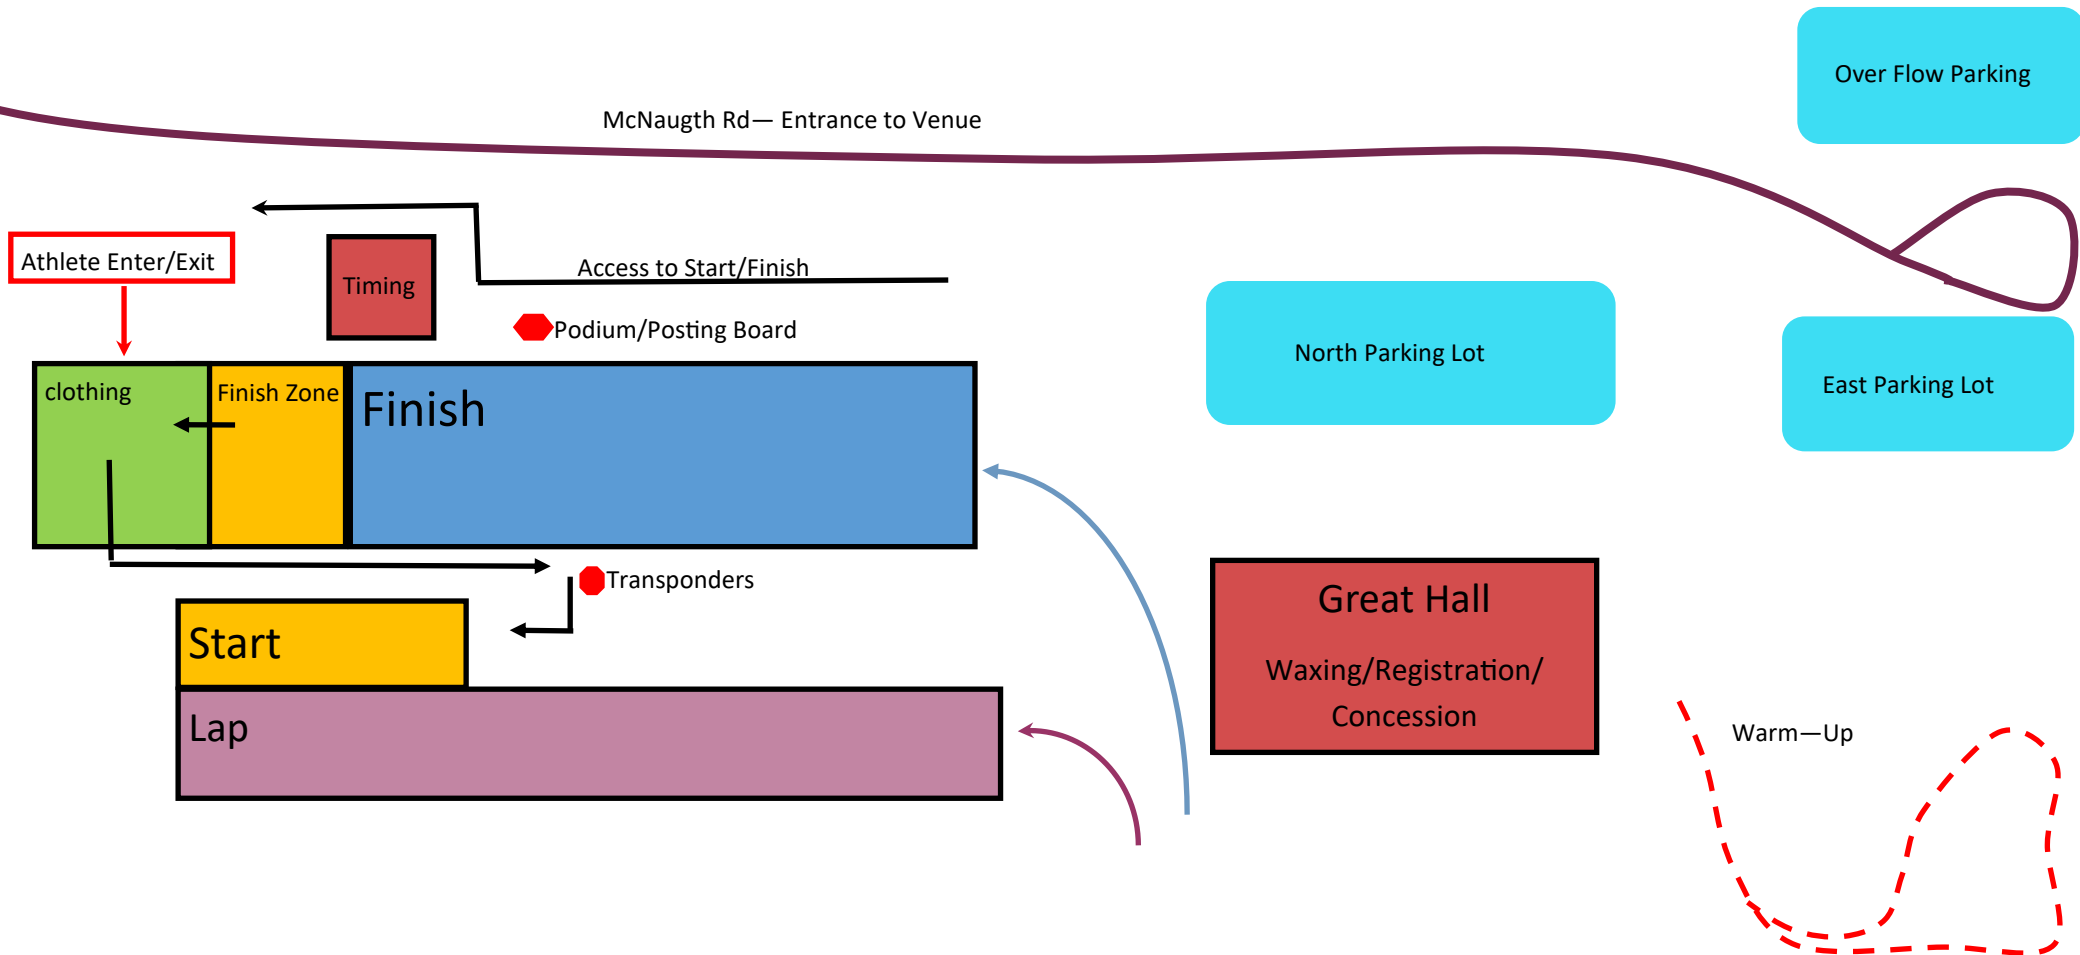 Over Flow Parking
McNaugth Rd— Entrance to Venue
Athlete Enter/Exit
Timing
Access to Start/Finish
Podium/Posting Board
North Parking Lot
East Parking Lot
clothing
Finish Zone
Finish
Transponders
Start
Lap
Great Hall
Waxing/Registration/
Concession
Warm—Up